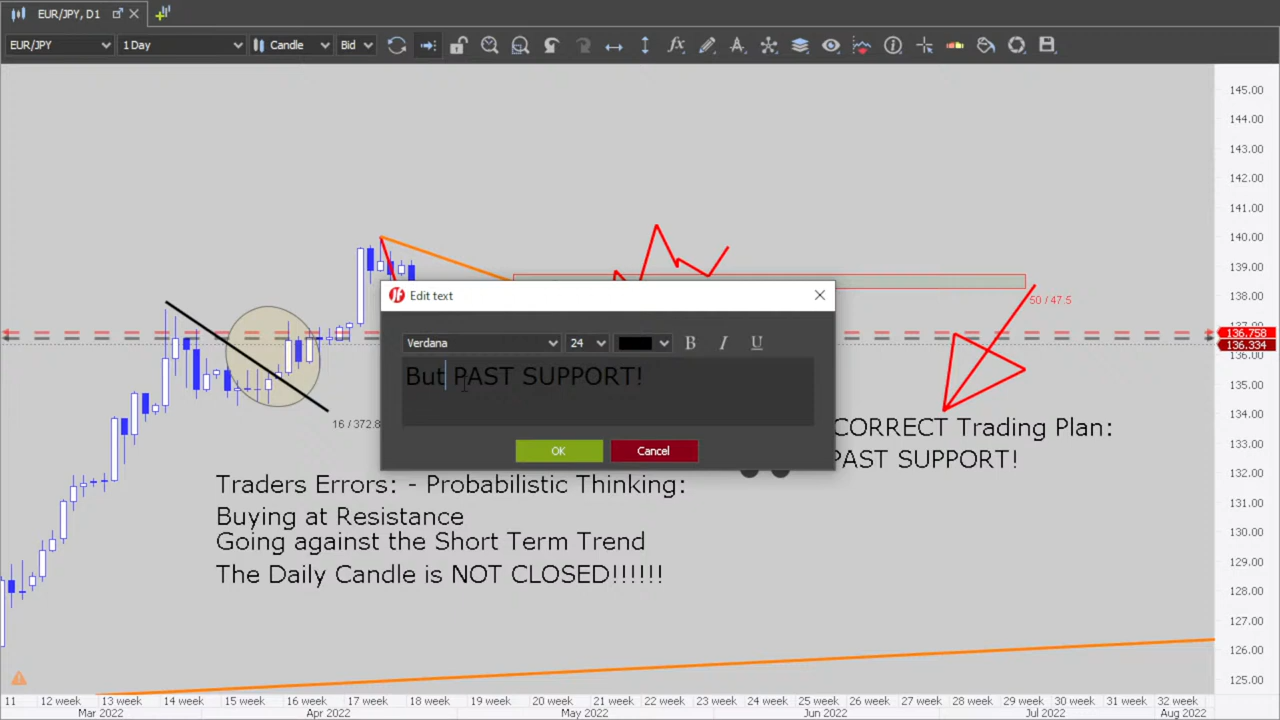 EUR/JPY, D1
EUR/JPY
1 Day
Candle
Bid
145.00
144.00
143.00
142.00
141.00
140.00
139.00
138.00
50 / 47.5
137.00
136.758
136.334
136.00
135.00
134.00
133.00
132.00
131.00
130.00
129.00
128.00
127.00
126.00
125.00
Edit text
Verdana
24
B I U
But PAST SUPPORT!
OK
Cancel
16 / 372.8
CORRECT Trading Plan:
PAST SUPPORT!
Traders Errors: - Probabilistic Thinking:
Buying at Resistance
Going against the Short Term Trend
The Daily Candle is NOT CLOSED!!!!!!
11 12 week 13 week 14 week 15 week 16 week 17 week 18 week 19 week 20 week 21 week 22 week 23 week 24 week 25 week 26 week 27 week 28 week 29 week 30 week 31 week 32 week
Mar 2022 Apr 2022 May 2022 Jun 2022 Jul 2022 Aug 2022